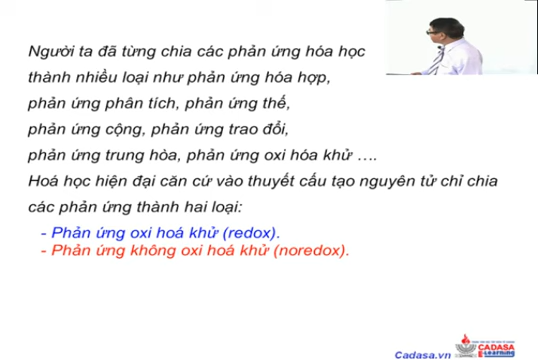 Người ta đã từng chia các phản ứng hóa học
thành nhiều loại như phản ứng hóa hợp,
phản ứng phân tích, phản ứng thế,
phản ứng cộng, phản ứng trao đổi,
phản ứng trung hòa, phản ứng oxi hóa khử ….
Hoá học hiện đại căn cứ vào thuyết cấu tạo nguyên tử chỉ chia
các phản ứng thành hai loại:
- Phản ứng oxi hoá khử (redox).
- Phản ứng không oxi hoá khử (noredox).
Cadasa.vn
CADASA
E-Learning